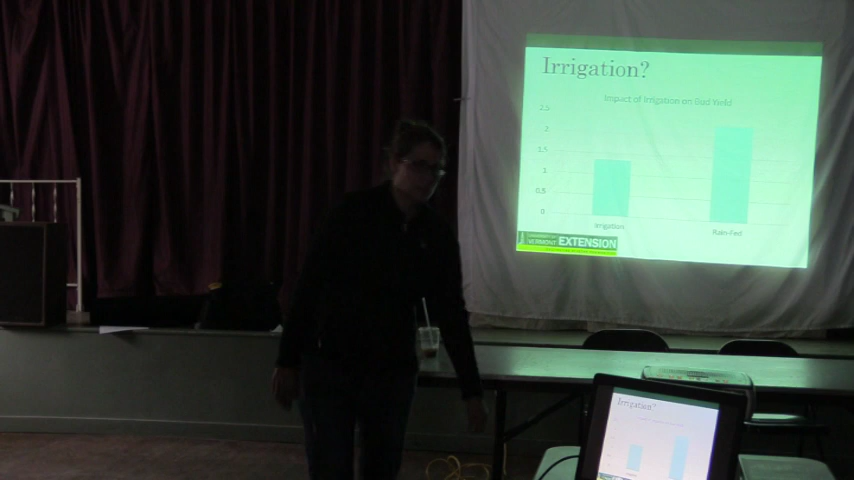 Irrigation?
Impact of Irrigation on Bud Yield
2.5
2
1.5
1
0.5
0
Irrigation
Rain-Fed
VERMONT EXTENSION
Irrigation?